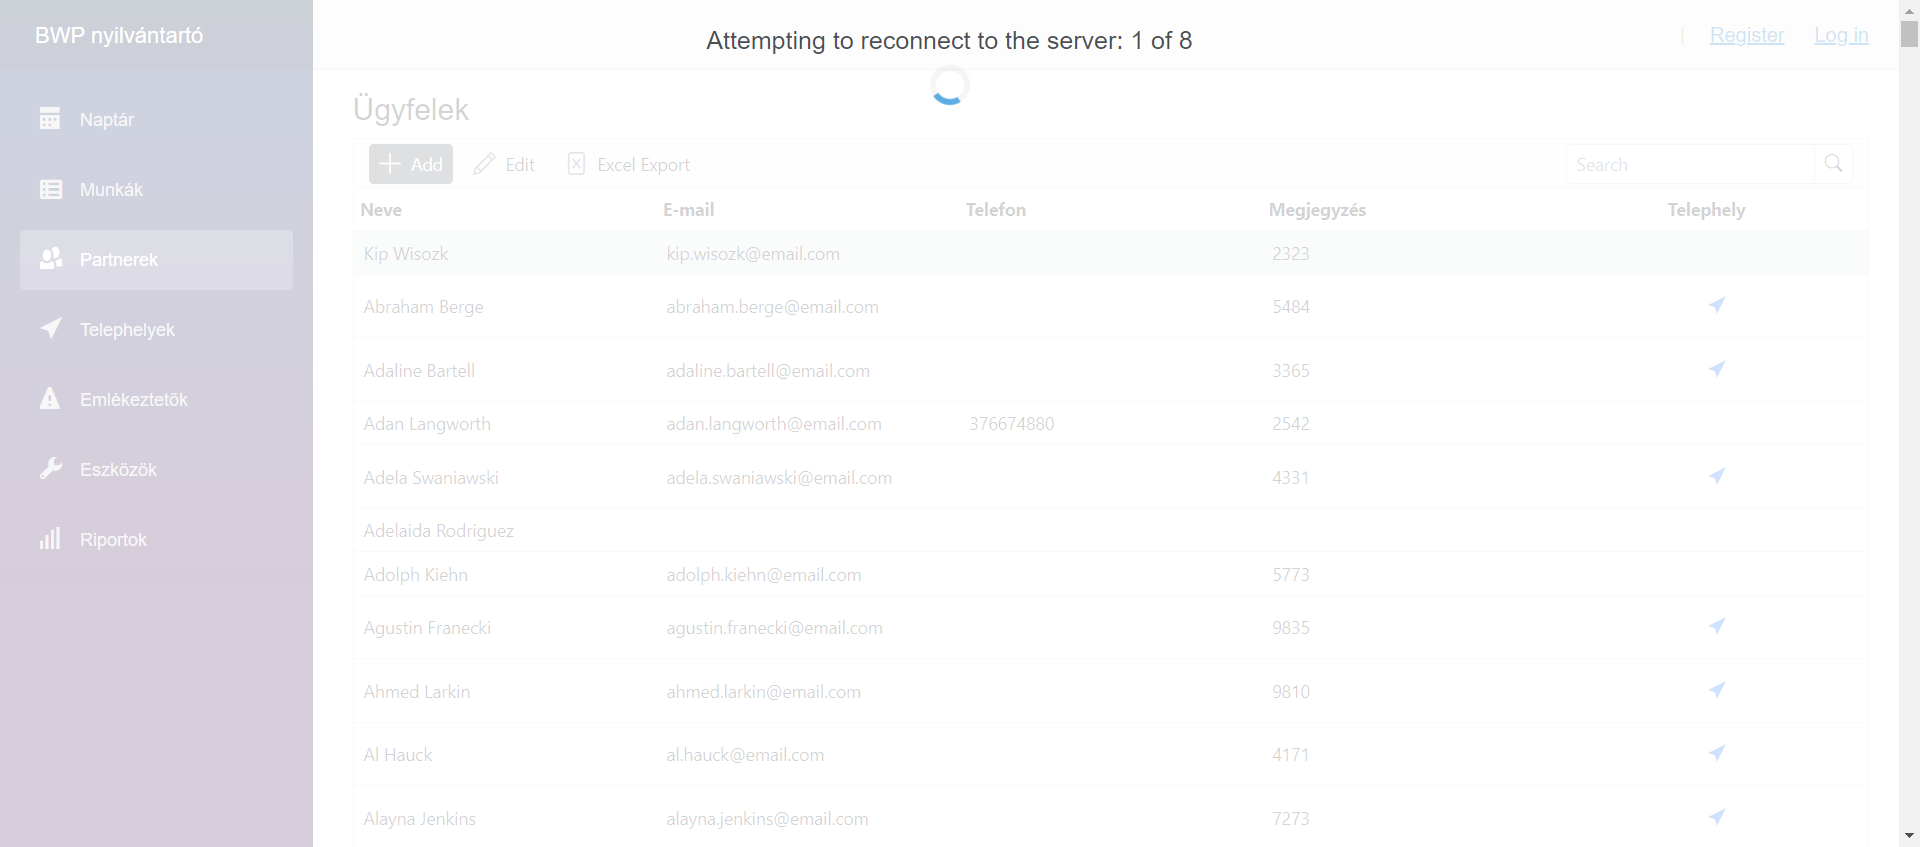 BWP nyilvántartó
Attempting to reconnect to the server: 1 of 8
Register Log in
Naptár
Munkák
Partnerek
Telephelyek
Emlékeztetők
Eszközök
Riportok
Ügyfelek
Add Edit Excel Export Search
Neve E-mail Telefon Megjegyzés Telephely
Kip Wisozk kip.wisozk@email.com 2323
Abraham Berge abraham.berge@email.com 5484
Adaline Bartell adaline.bartell@email.com 3365
Adan Langworth adan.langworth@email.com 376674880 2542
Adela Swaniawski adela.swaniawski@email.com 4331
Adelaida Rodriguez
Adolph Kiehn adolph.kiehn@email.com 5773
Agustin Franecki agustin.franecki@email.com 9835
Ahmed Larkin ahmed.larkin@email.com 9810
Al Hauck al.hauck@email.com 4171
Alayna Jenkins alayna.jenkins@email.com 7273